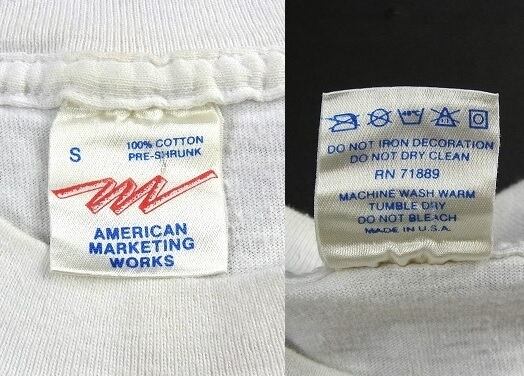 S
100% COTTON
PRE-SHRUNK
AMERICAN
MARKETING
WORKS
DO NOT IRON DECORATION
DO NOT DRY CLEAN
RN 71889
MACHINE WASH WARM
TUMBLE DRY
DO NOT BLEACH
MADE IN U.S.A.